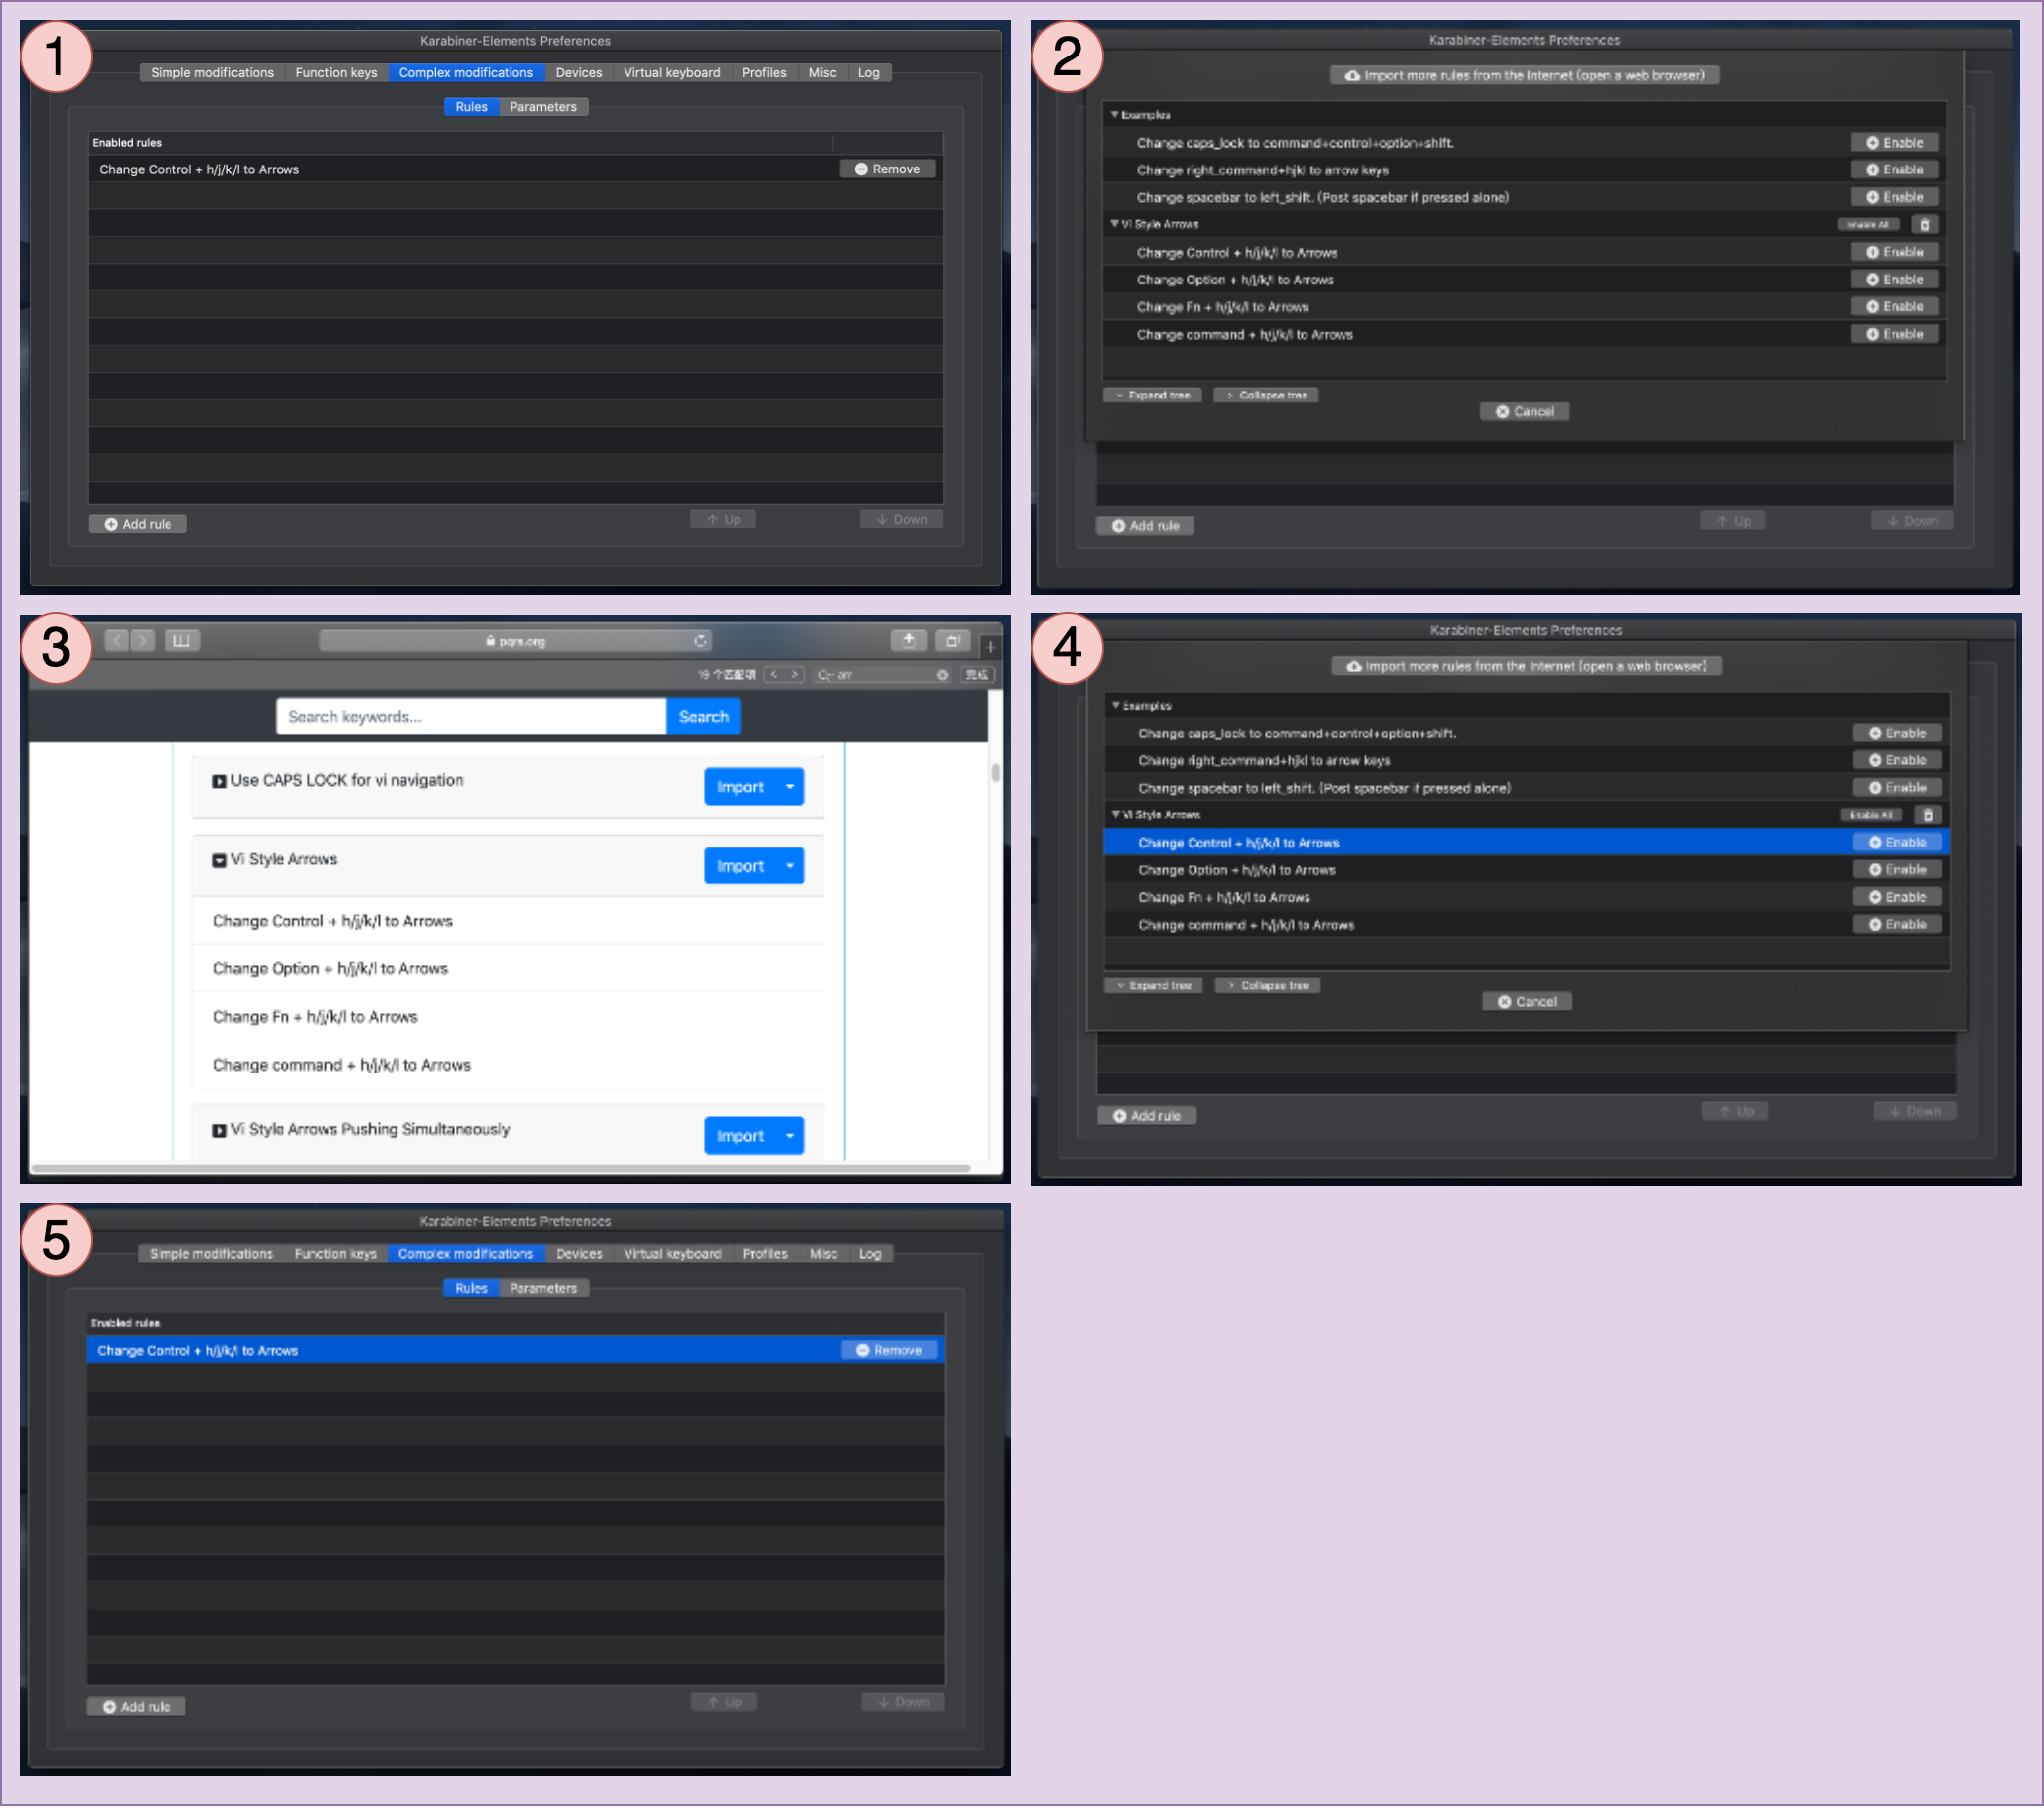 1
Karabiner-Elements Preferences
Simple modifications Function keys Complex modifications Devices Virtual keyboard Profiles Misc Log
Rules Parameters
Enabled rules
Change Control + h/j/k/l to Arrows Remove
Add rule Up Down
2
Karabiner-Elements Preferences
Import more rules from the Internet (open a web browser)
Examples
Change caps_lock to command+control+option+shift. Enable
Change right_command+hjkl to arrow keys Enable
Change spacebar to left_shift. (Post spacebar if pressed alone) Enable
Vi Style Arrows Enable All
Change Control + h/j/k/l to Arrows Enable
Change Option + h/j/k/l to Arrows Enable
Change Fn + h/j/k/l to Arrows Enable
Change command + h/j/k/l to Arrows Enable
Expand tree Collapse tree
Cancel
Add rule Up Down
3
pqrs.org
19 个匹配项 arr 完成
Search keywords... Search
Use CAPS LOCK for vi navigation Import
Vi Style Arrows Import
Change Control + h/j/k/l to Arrows
Change Option + h/j/k/l to Arrows
Change Fn + h/j/k/l to Arrows
Change command + h/j/k/l to Arrows
Vi Style Arrows Pushing Simultaneously Import
4
Karabiner-Elements Preferences
Import more rules from the Internet (open a web browser)
Examples
Change caps_lock to command+control+option+shift. Enable
Change right_command+hjkl to arrow keys Enable
Change spacebar to left_shift. (Post spacebar if pressed alone) Enable
Vi Style Arrows Enable All
Change Control + h/j/k/l to Arrows Enable
Change Option + h/j/k/l to Arrows Enable
Change Fn + h/j/k/l to Arrows Enable
Change command + h/j/k/l to Arrows Enable
Expand tree Collapse tree
Cancel
Add rule Up Down
5
Karabiner-Elements Preferences
Simple modifications Function keys Complex modifications Devices Virtual keyboard Profiles Misc Log
Rules Parameters
Enabled rules
Change Control + h/j/k/l to Arrows Remove
Add rule Up Down